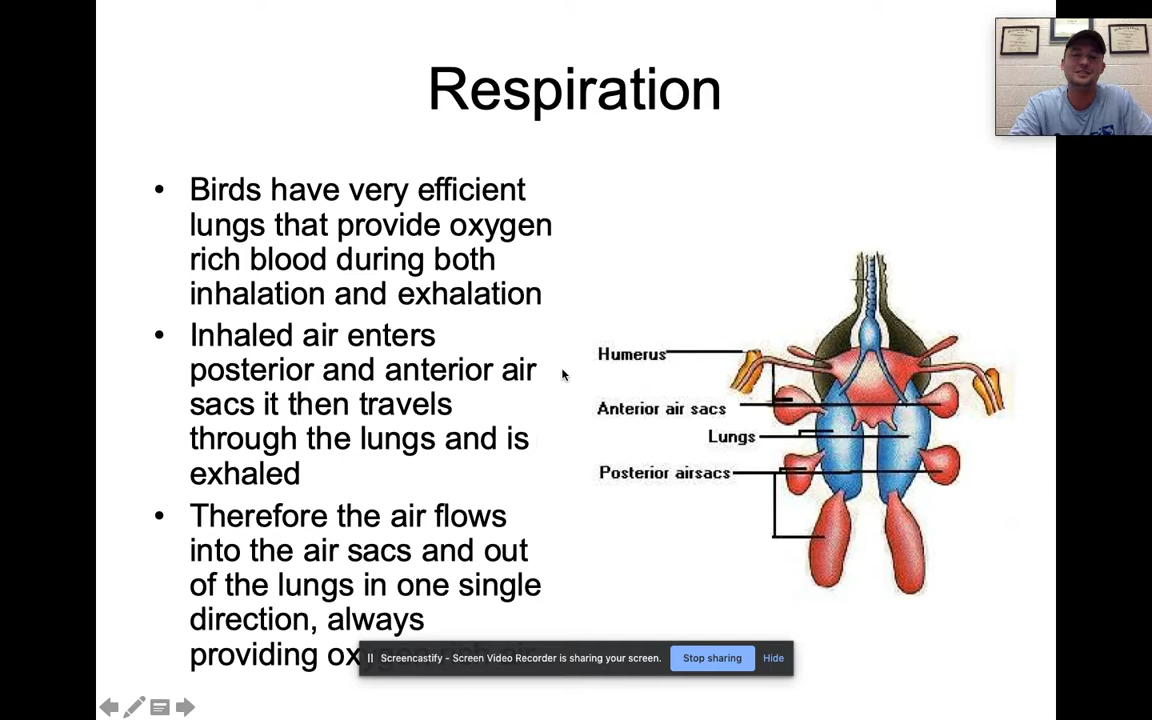 Respiration
• Birds have very efficient
lungs that provide oxygen
rich blood during both
inhalation and exhalation
• Inhaled air enters
posterior and anterior air
sacs it then travels
through the lungs and is
exhaled
• Therefore the air flows
into the air sacs and out
of the lungs in one single
direction, always
providing
Humerus
Anterior air sacs
Lungs
Posterior airsacs
Screencastify - Screen Video Recorder is sharing your screen.
Stop sharing
Hide